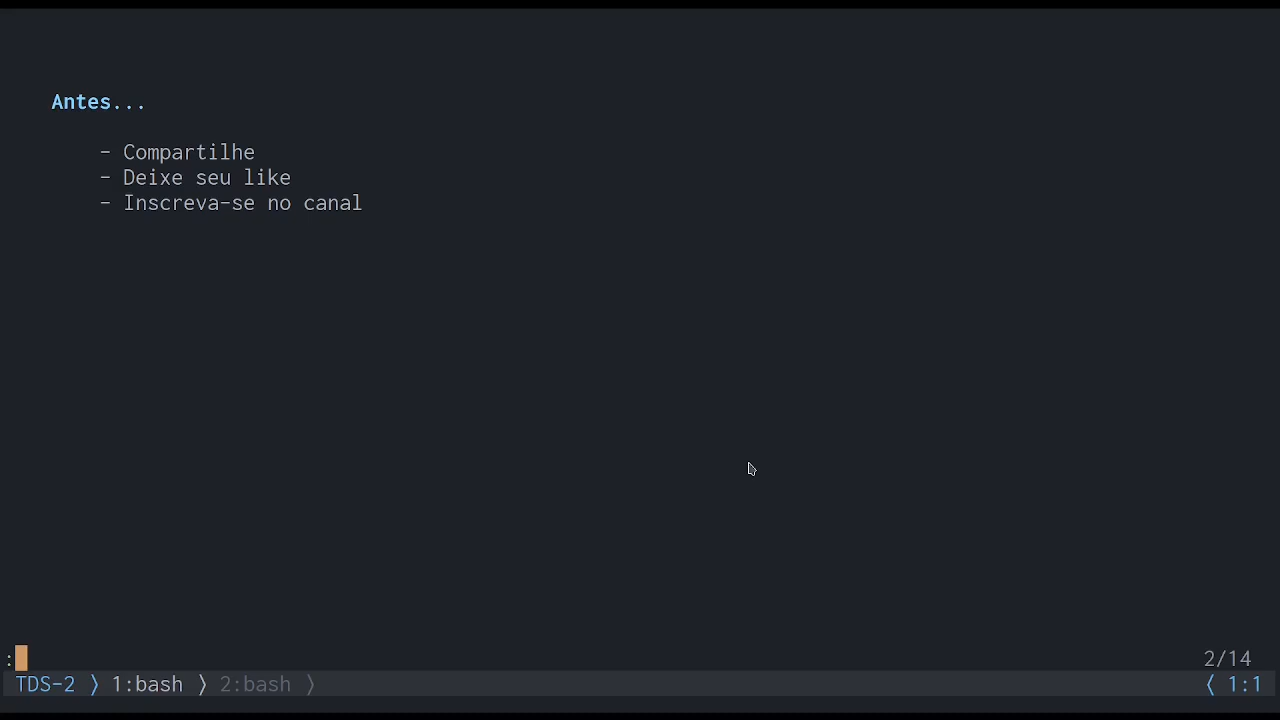 Antes...
- Compartilhe
- Deixe seu like
- Inscreva-se no canal
: 2/14
TDS-2 ⟩ 1:bash ⟩ 2:bash ⟩ ⟨ 1:1